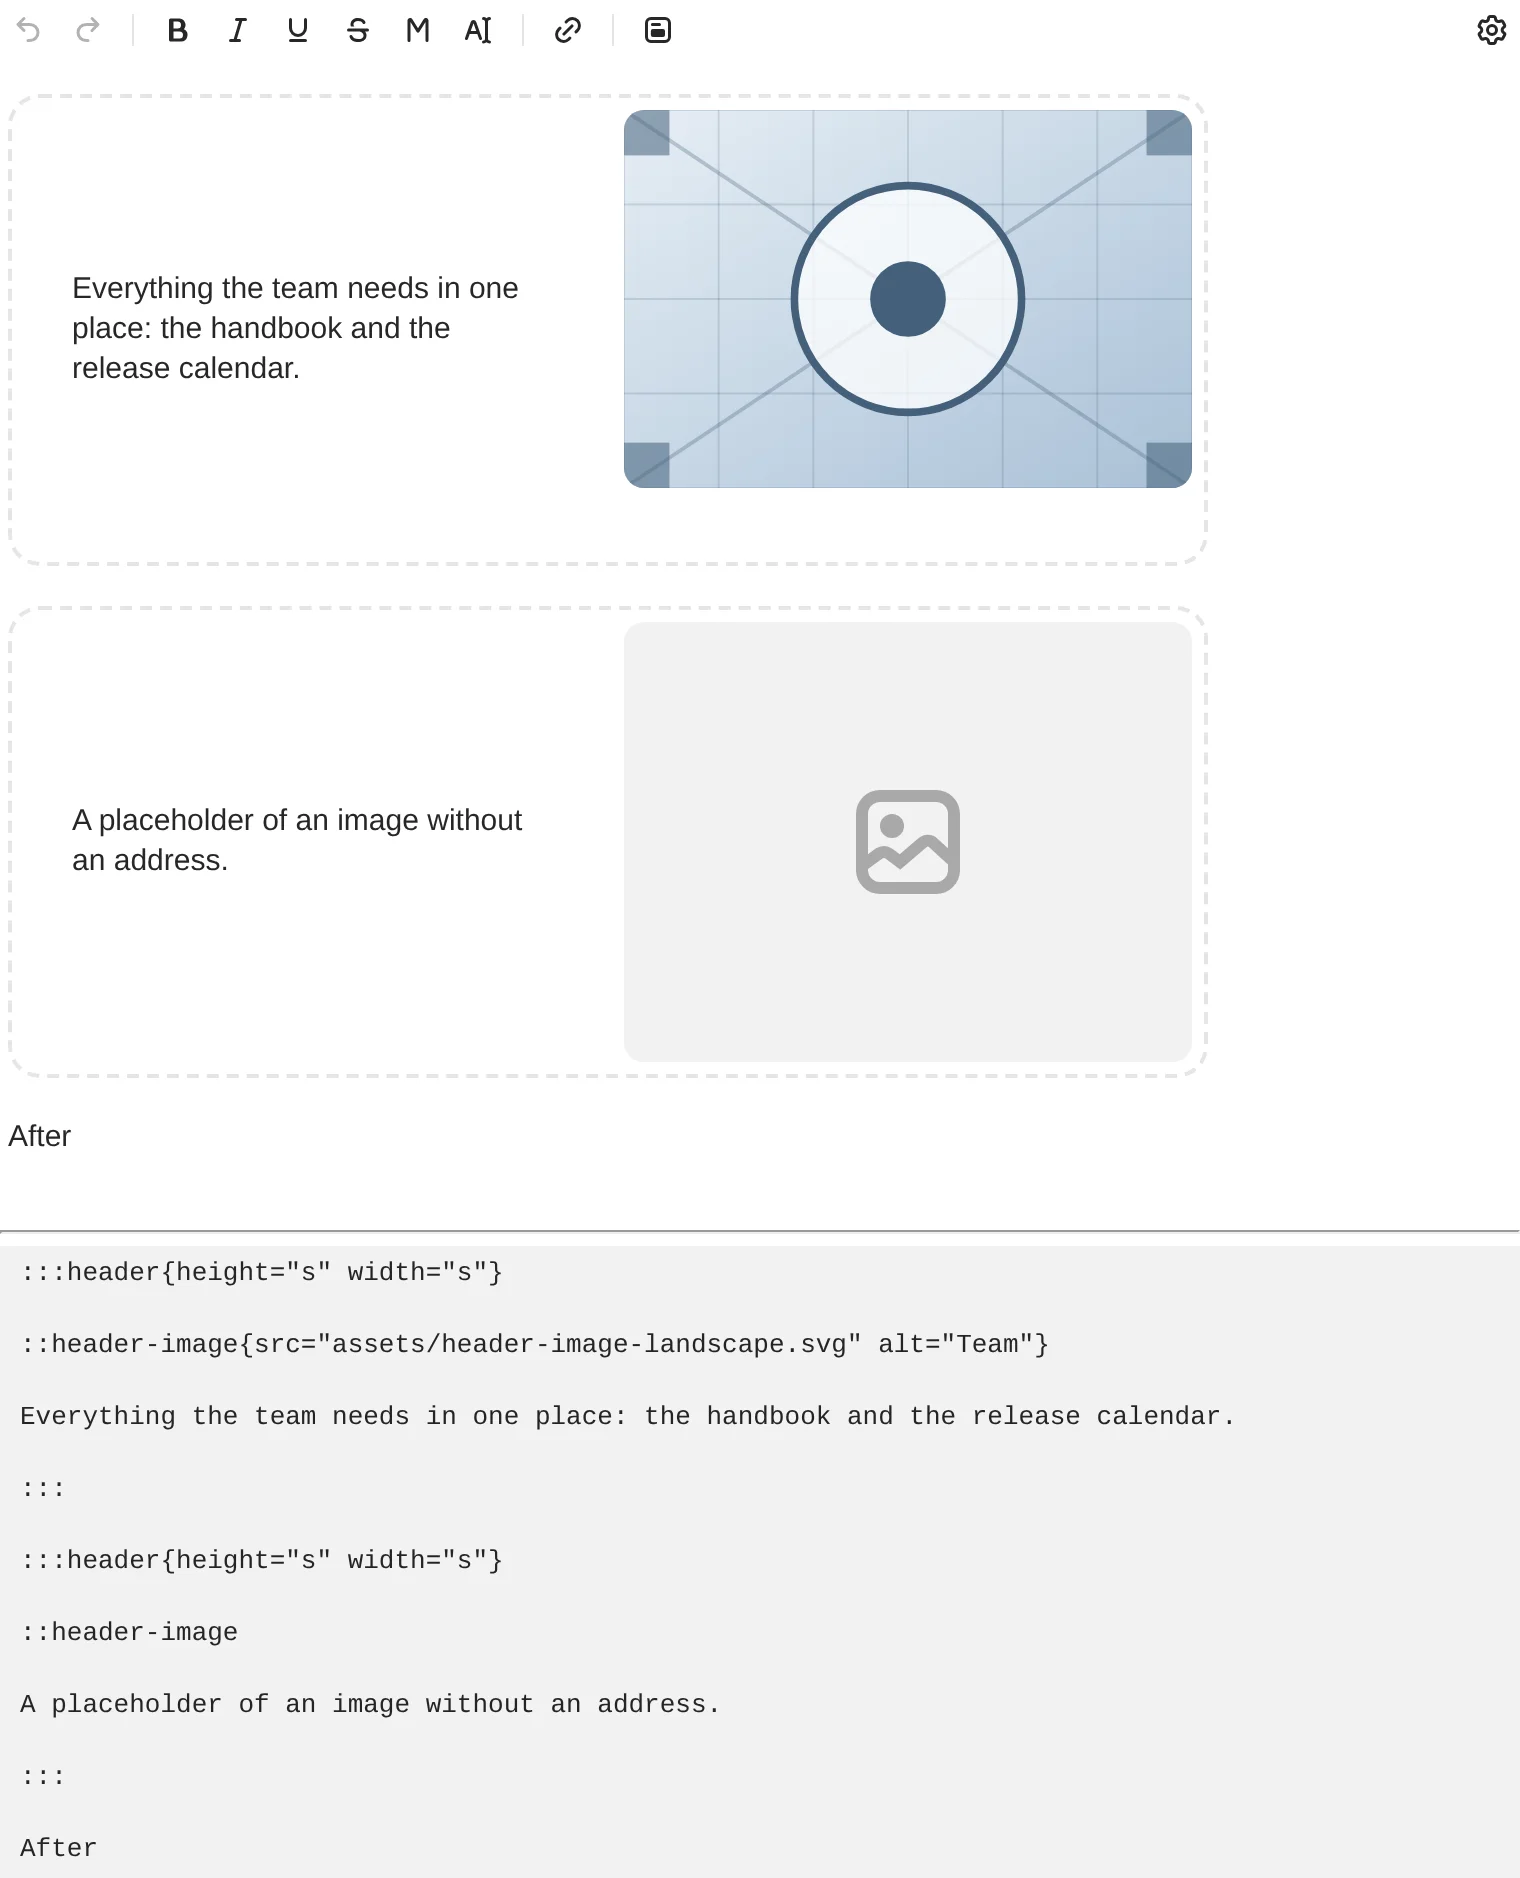 Everything the team needs in one
place: the handbook and the
release calendar.
A placeholder of an image without
an address.
After
:::header{height="s" width="s"}
::header-image{src="assets/header-image-landscape.svg" alt="Team"}
Everything the team needs in one place: the handbook and the release calendar.
:::
:::header{height="s" width="s"}
::header-image
A placeholder of an image without an address.
:::
After